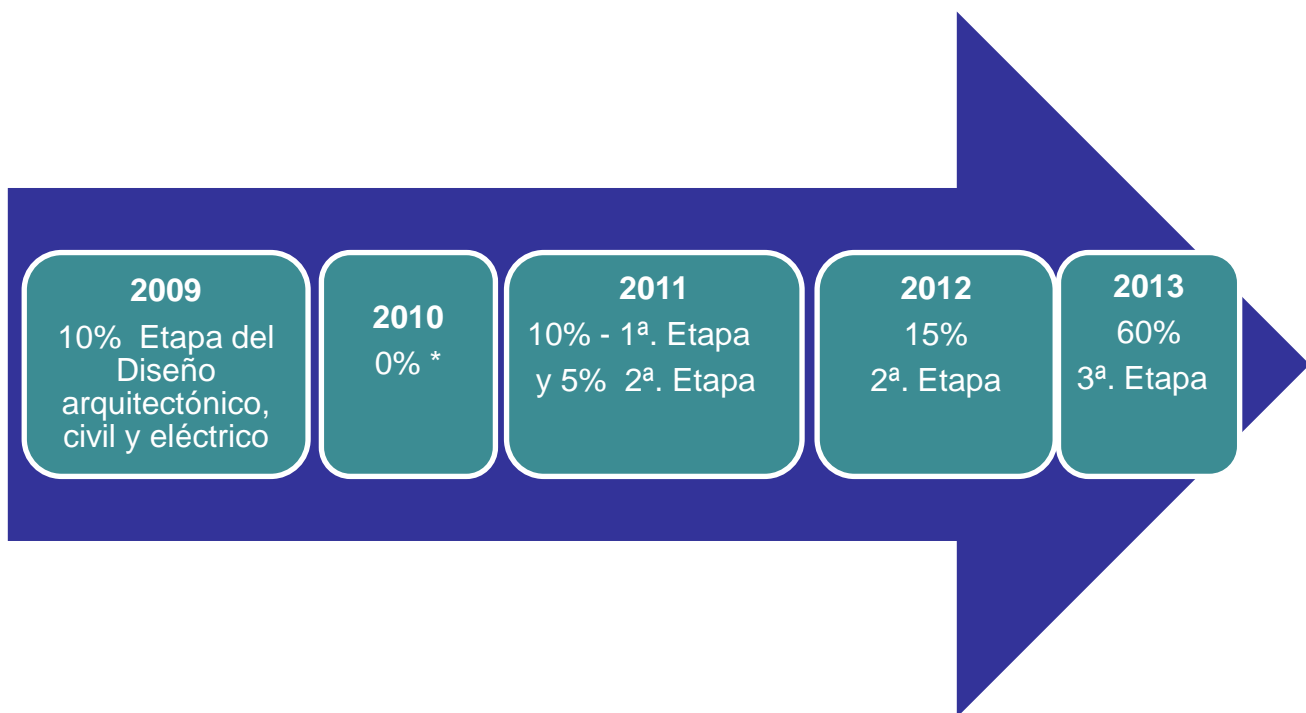 2009
10% Etapa del
Diseño
arquitectónico,
civil y eléctrico
2010
0% *
2011
10% - 1ª. Etapa
y 5% 2ª. Etapa
2012
15%
2ª. Etapa
2013
60%
3ª. Etapa